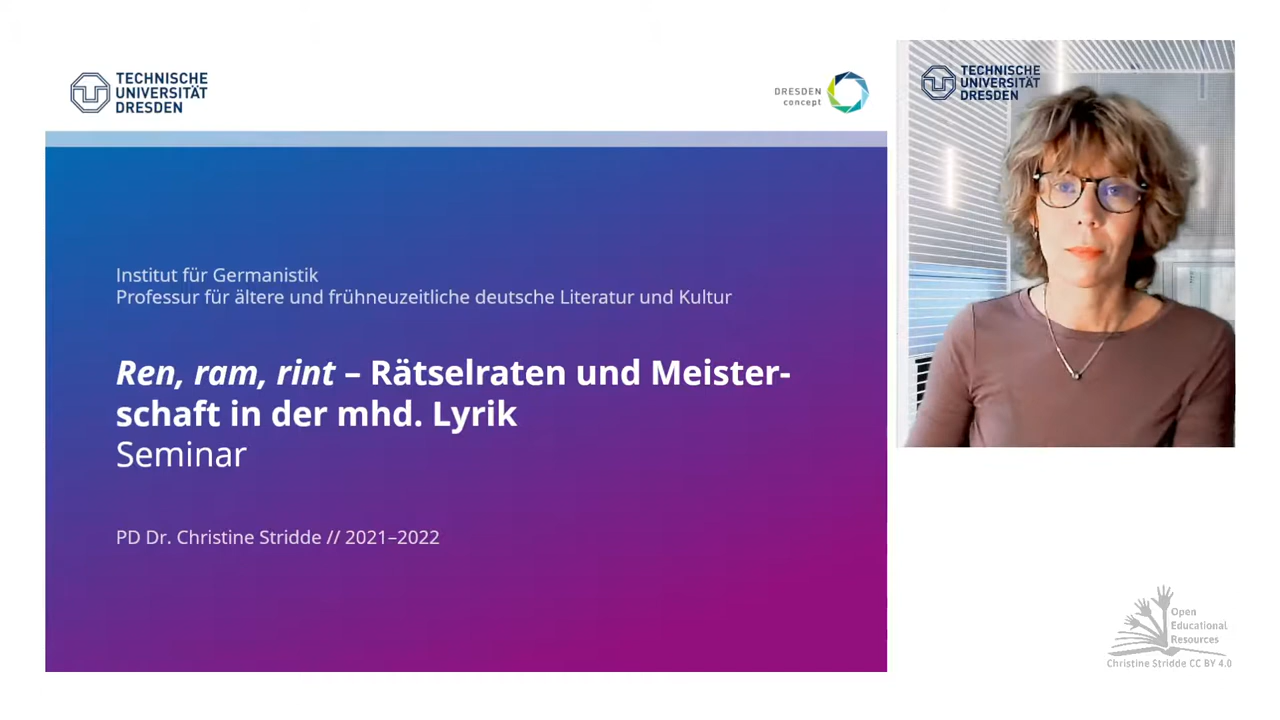 TECHNISCHE
UNIVERSITÄT
DRESDEN
DRESDEN
concept
Institut für Germanistik
Professur für ältere und frühneuzeitliche deutsche Literatur und Kultur
Ren, ram, rint – Rätselraten und Meister-
schaft in der mhd. Lyrik
Seminar
PD Dr. Christine Stridde // 2021–2022
TECHNISCHE
UNIVERSITÄT
DRESDEN
Open
Educational
Resources
Christine Stridde CC BY 4.0